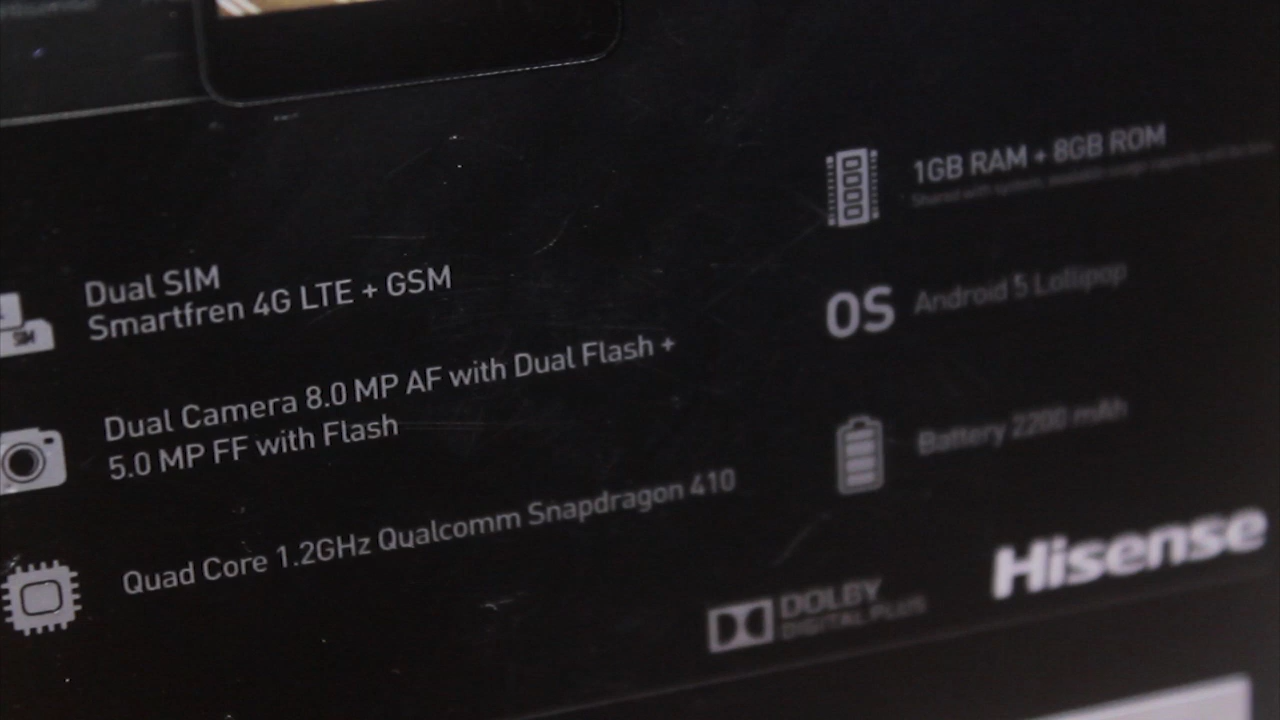 Dual SIM
Smartfren 4G LTE + GSM
Dual Camera 8.0 MP AF with Dual Flash +
5.0 MP FF with Flash
Quad Core 1.2GHz Qualcomm Snapdragon 410
1GB RAM + 8GB ROM
OS Android 5 Lollipop
Battery 2200 mAh
SIM
DOLBY
DIGITAL PLUS
Hisense